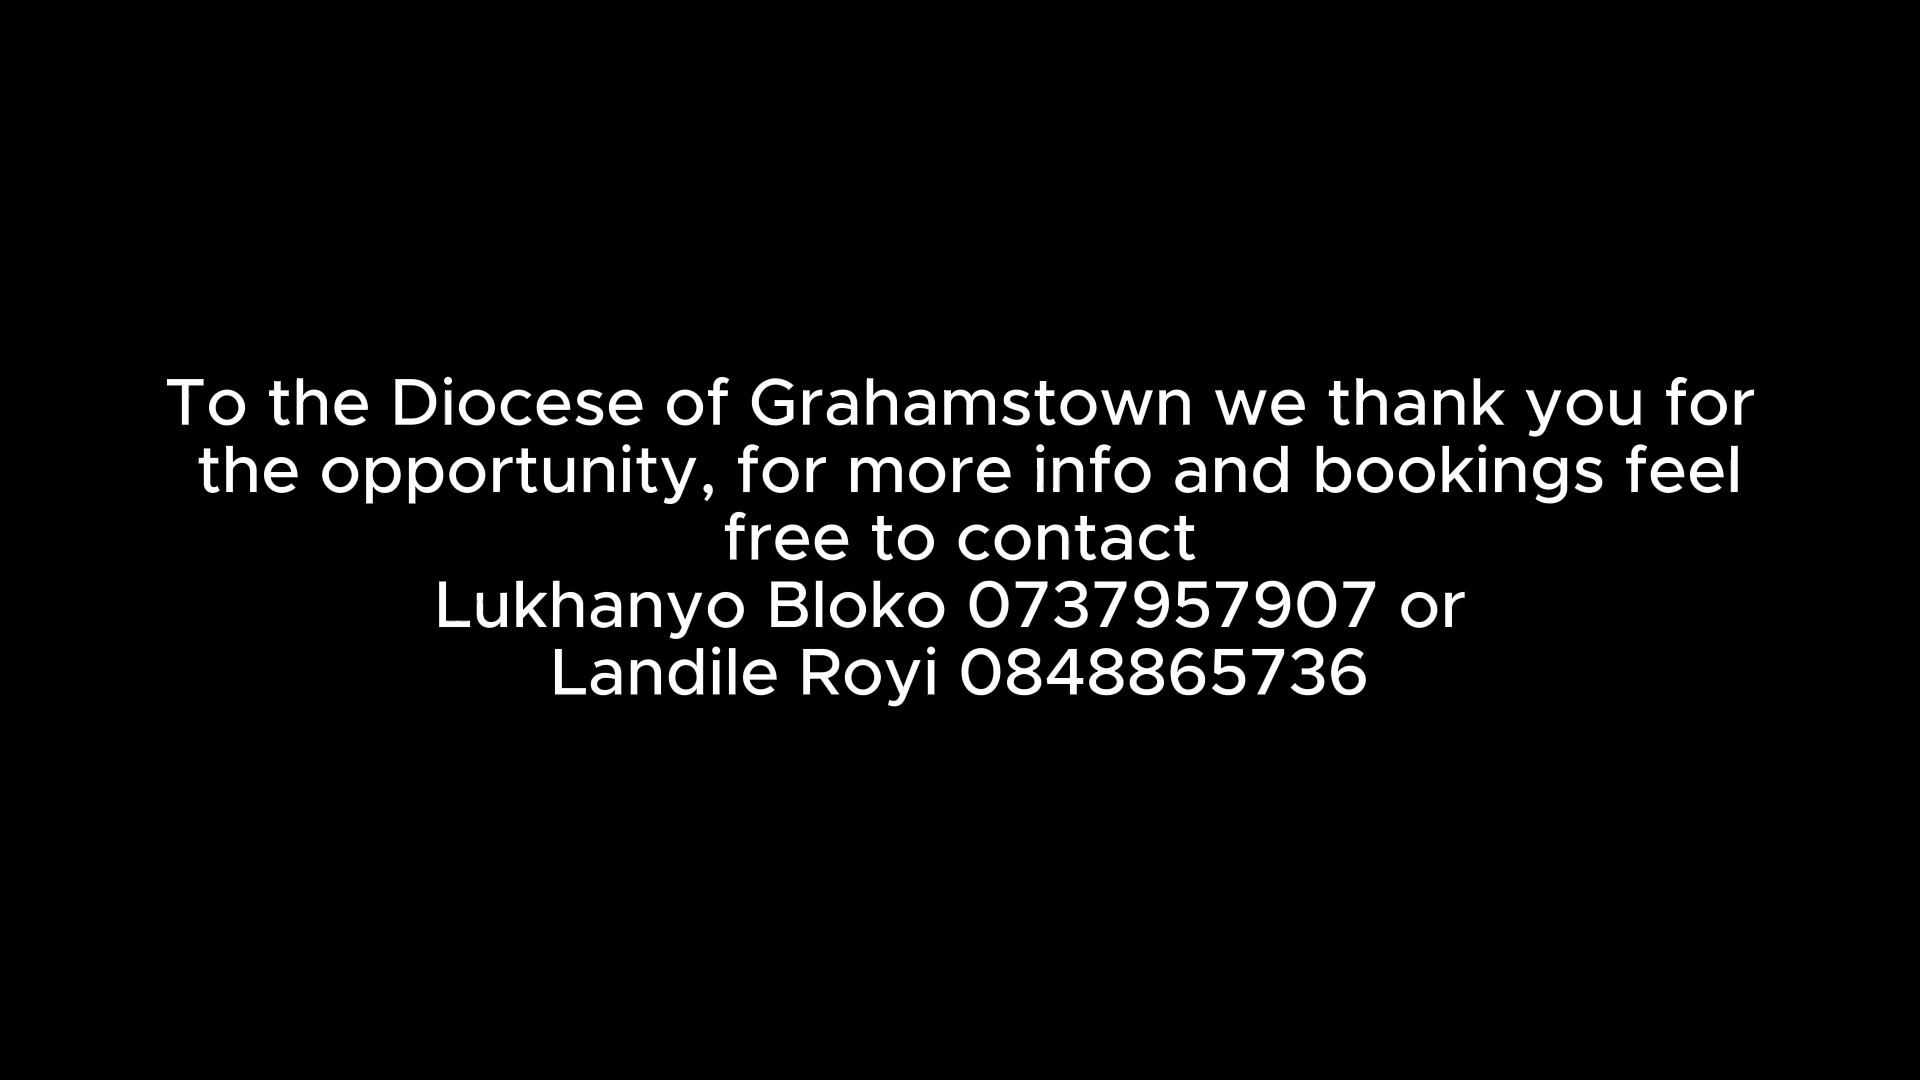 To the Diocese of Grahamstown we thank you for
the opportunity, for more info and bookings feel
free to contact
Lukhanyo Bloko 0737957907 or
Landile Royi 0848865736